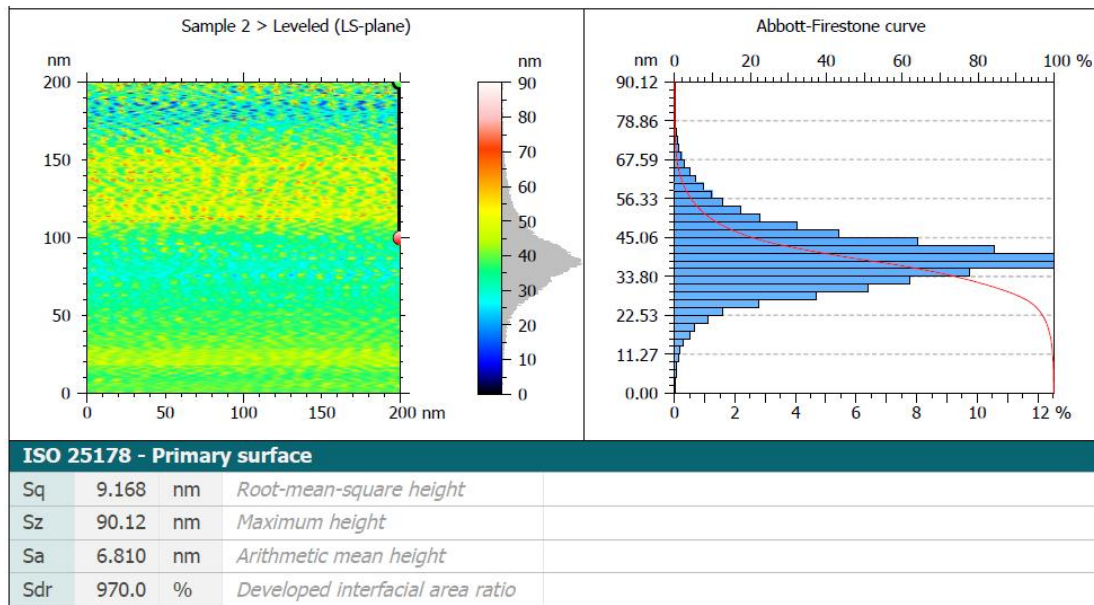 Sample 2 > Leveled (LS-plane)
nm
200
150
100
50
0
0 50 100 150 200 nm
nm
90
80
70
60
50
40
30
20
10
0
Abbott-Firestone curve
nm
0 20 40 60 80 100 %
90.12
78.86
67.59
56.33
45.06
33.80
22.53
11.27
0.00
0 2 4 6 8 10 12 %
ISO 25178 - Primary surface
Sq 9.168 nm Root-mean-square height
Sz 90.12 nm Maximum height
Sa 6.810 nm Arithmetic mean height
Sdr 970.0 % Developed interfacial area ratio